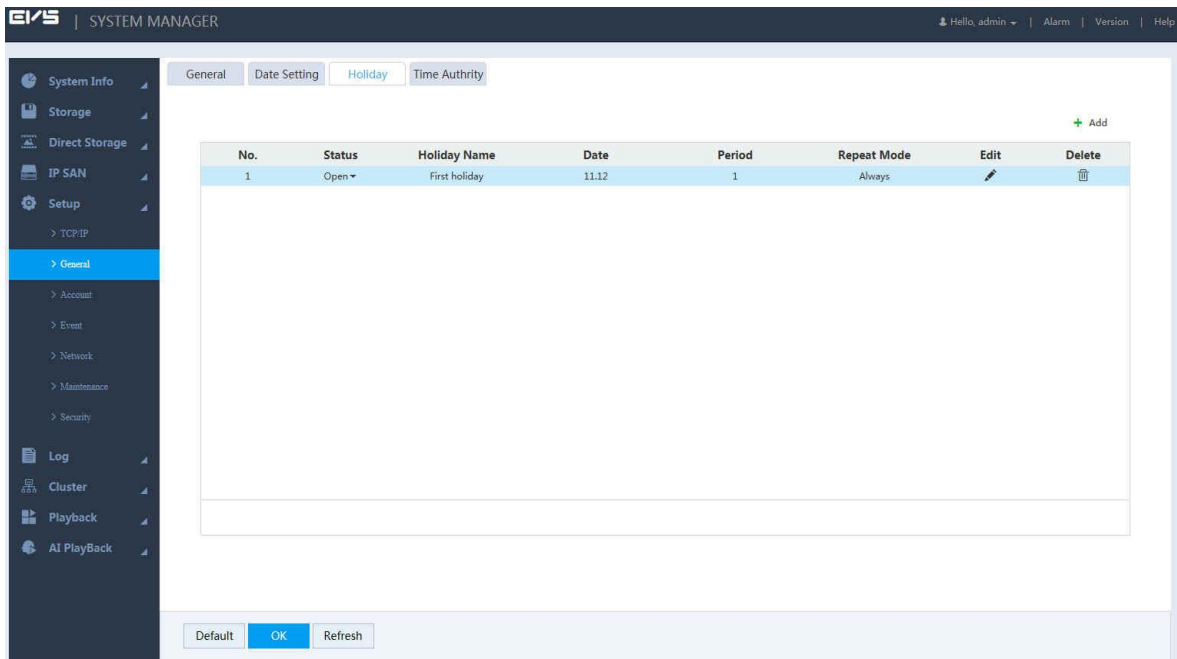 EVS | SYSTEM MANAGER
Hello, admin | Alarm | Version | Help
System Info
Storage
Direct Storage
IP SAN
Setup
> TCP/IP
> General
> Account
> Event
> Network
> Maintenance
> Security
Log
Cluster
Playback
AI PlayBack
General Date Setting Holiday Time Authrity
+ Add
No. Status Holiday Name Date Period Repeat Mode Edit Delete
1 Open First holiday 11.12 1 Always
Default OK Refresh